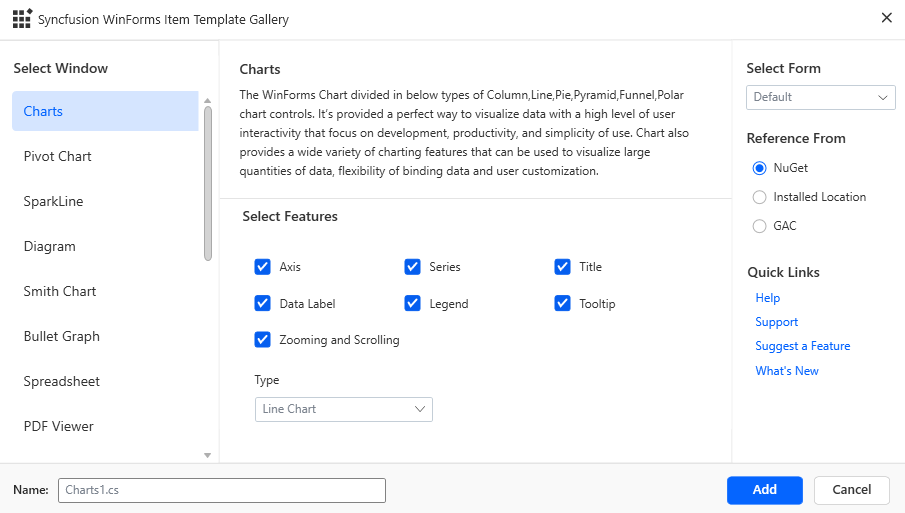 Syncfusion WinForms Item Template Gallery
Select Window
Charts
Pivot Chart
SparkLine
Diagram
Smith Chart
Bullet Graph
Spreadsheet
PDF Viewer
Charts
The WinForms Chart divided in below types of Column,Line,Pie,Pyramid,Funnel,Polar
chart controls. It's provided a perfect way to visualize data with a high level of user
interactivity that focus on development, productivity, and simplicity of use. Chart also
provides a wide variety of charting features that can be used to visualize large
quantities of data, flexibility of binding data and user customization.
Select Features
Axis
Series
Title
Data Label
Legend
Tooltip
Zooming and Scrolling
Type
Line Chart
Select Form
Default
Reference From
NuGet
Installed Location
GAC
Quick Links
Help
Support
Suggest a Feature
What's New
Name:
Charts1.cs
Add
Cancel